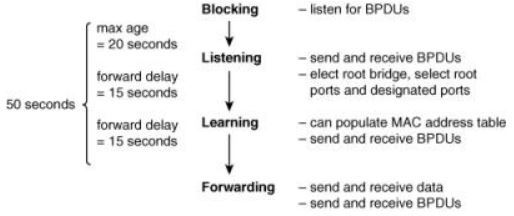 Blocking – listen for BPDUs
max age
= 20 seconds
Listening – send and receive BPDUs
– elect root bridge, select root
ports and designated ports
forward delay
= 15 seconds
50 seconds
forward delay
= 15 seconds
Learning – can populate MAC address table
– send and receive BPDUs
Forwarding – send and receive data
– send and receive BPDUs